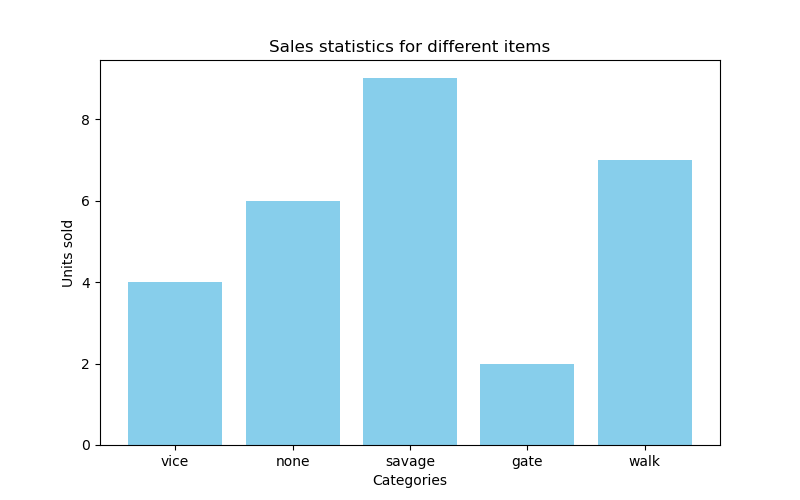 Sales statistics for different items
Units sold
8
6
4
2
0
vice none savage gate walk
Categories